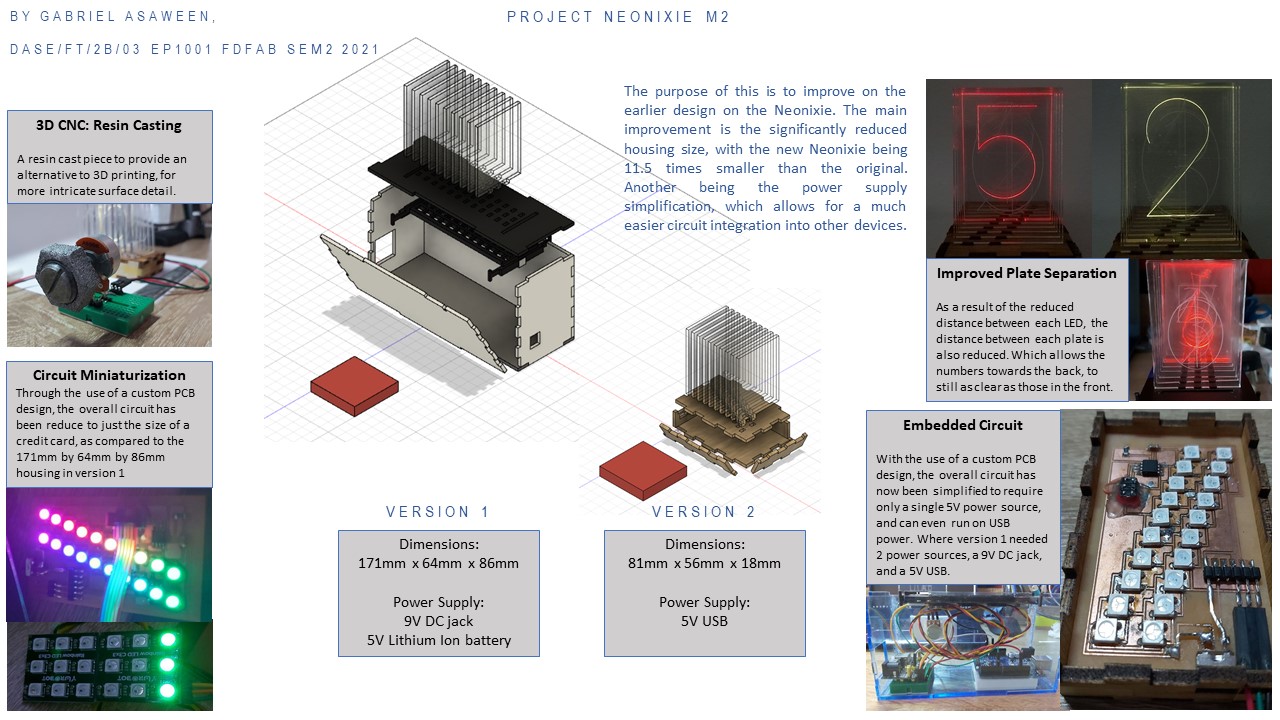 BY GABRIEL ASAWEEN,
DASE/FT/2B/03 EP1001 FDFAB SEM2 2021
PROJECT NEONIXIE M2
3D CNC: Resin Casting
A resin cast piece to provide an
alternative to 3D printing, for
more intricate surface detail.
Circuit Miniaturization
Through the use of a custom PCB
design, the overall circuit has
been reduce to just the size of a
credit card, as compared to the
171mm by 64mm by 86mm
housing in version 1
The purpose of this is to improve on the
earlier design on the Neonixie. The main
improvement is the significantly reduced
housing size, with the new Neonixie being
11.5 times smaller than the original.
Another being the power supply
simplification, which allows for a much
easier circuit integration into other devices.
VERSION 1
Dimensions:
171mm x 64mm x 86mm
Power Supply:
9V DC jack
5V Lithium Ion battery
VERSION 2
Dimensions:
81mm x 56mm x 18mm
Power Supply:
5V USB
5
2
Improved Plate Separation
As a result of the reduced
distance between each LED, the
distance between each plate is
also reduced. Which allows the
numbers towards the back, to
still as clear as those in the front.
Embedded Circuit
With the use of a custom PCB
design, the overall circuit has
now been simplified to require
only a single 5V power source,
and can even run on USB
power. Where version 1 needed
2 power sources, a 9V DC jack,
and a 5V USB.